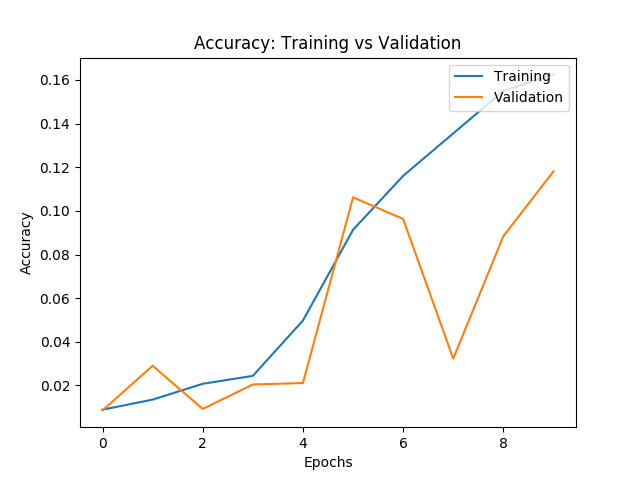 Accuracy: Training vs Validation
Training
Validation
0.16
0.14
0.12
0.10
0.08
0.06
0.04
0.02
Accuracy
0 2 4 6 8
Epochs